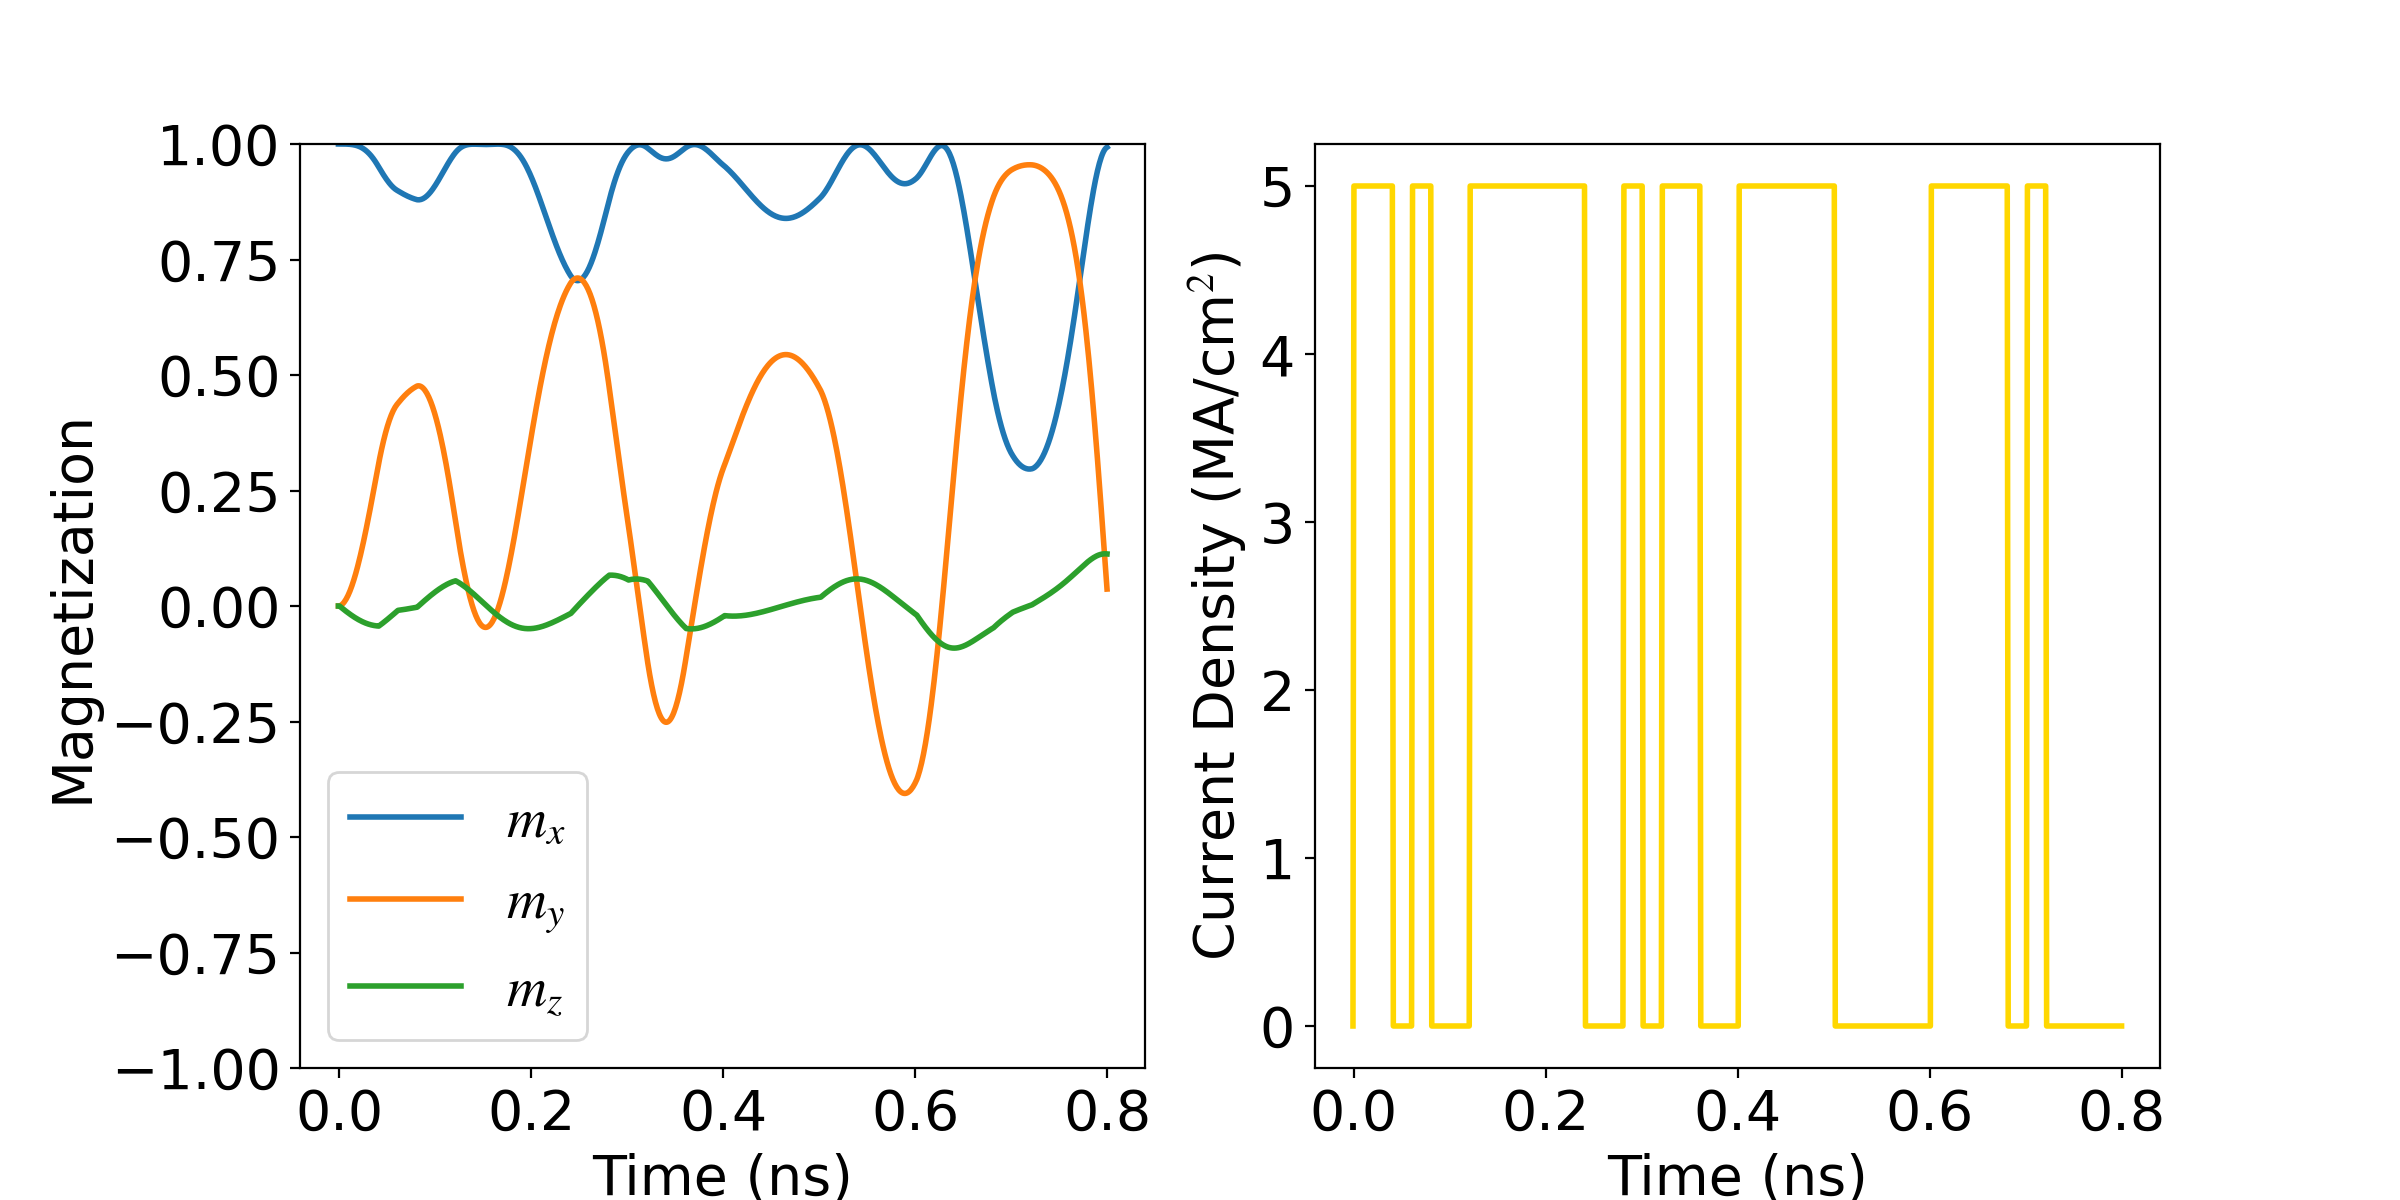 Magnetization
1.00
0.75
0.50
0.25
0.00
−0.25
−0.50
−0.75
−1.00
m_x
m_y
m_z
0.0 0.2 0.4 0.6 0.8
Time (ns)
Current Density (MA/cm²)
5
4
3
2
1
0
0.0 0.2 0.4 0.6 0.8
Time (ns)